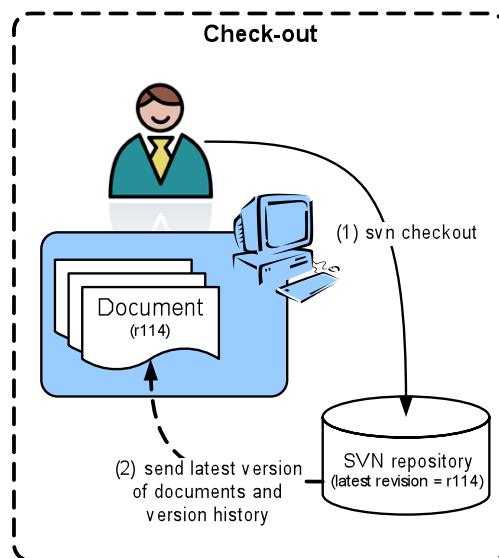 Check-out
(1) svn checkout
Document
(r114)
SVN repository
(latest revision = r114)
(2) send latest version
of documents and
version history